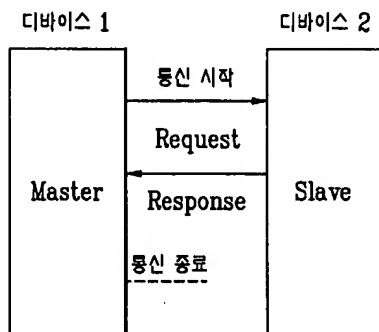 디바이스 1
디바이스 2
통신 시작
Request
Master
Response
Slave
통신 종료